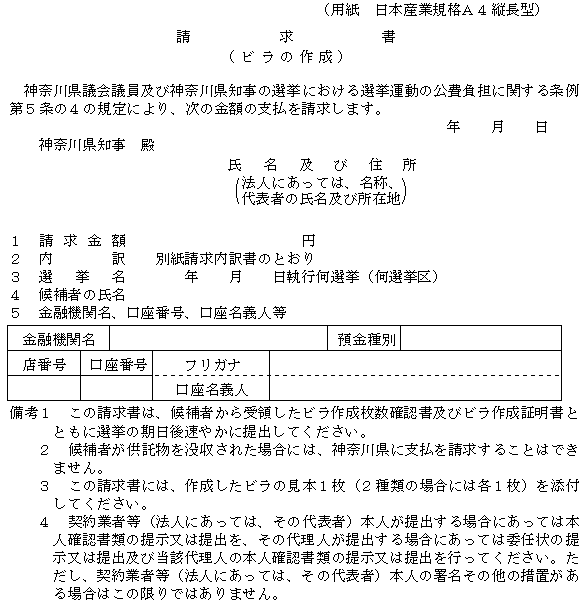 （用紙　日本産業規格Ａ４縦長型）
請　求　書
（ビラの作成）
神奈川県議会議員及び神奈川県知事の選挙における選挙運動の公費負担に関する条例
第５条の４の規定により、次の金額の支払を請求します。
年　月　日
神奈川県知事　殿
氏　名　及　び　住　所
（法人にあっては、名称、
代表者の氏名及び所在地）
１　請求金額　円
２　内　訳　別紙請求内訳書のとおり
３　選　挙　名　年　月　日執行何選挙（何選挙区）
４　候補者の氏名
５　金融機関名、口座番号、口座名義人等
金融機関名　預金種別
店番号　口座番号　フリガナ
口座名義人
備考１　この請求書は、候補者から受領したビラ作成枚数確認書及びビラ作成証明書と
ともに選挙の期日後速やかに提出してください。
２　候補者が供託物を没収された場合には、神奈川県に支払を請求することはでき
ません。
３　この請求書には、作成したビラの見本１枚（２種類の場合には各１枚）を添付
してください。
４　契約業者等（法人にあっては、その代表者）本人が提出する場合にあっては本
人確認書類の提示又は提出を、その代理人が提出する場合にあっては委任状の提
示又は提出及び当該代理人の本人確認書類の提示又は提出を行ってください。た
だし、契約業者等（法人にあっては、その代表者）本人の署名その他の措置があ
る場合はこの限りではありません。